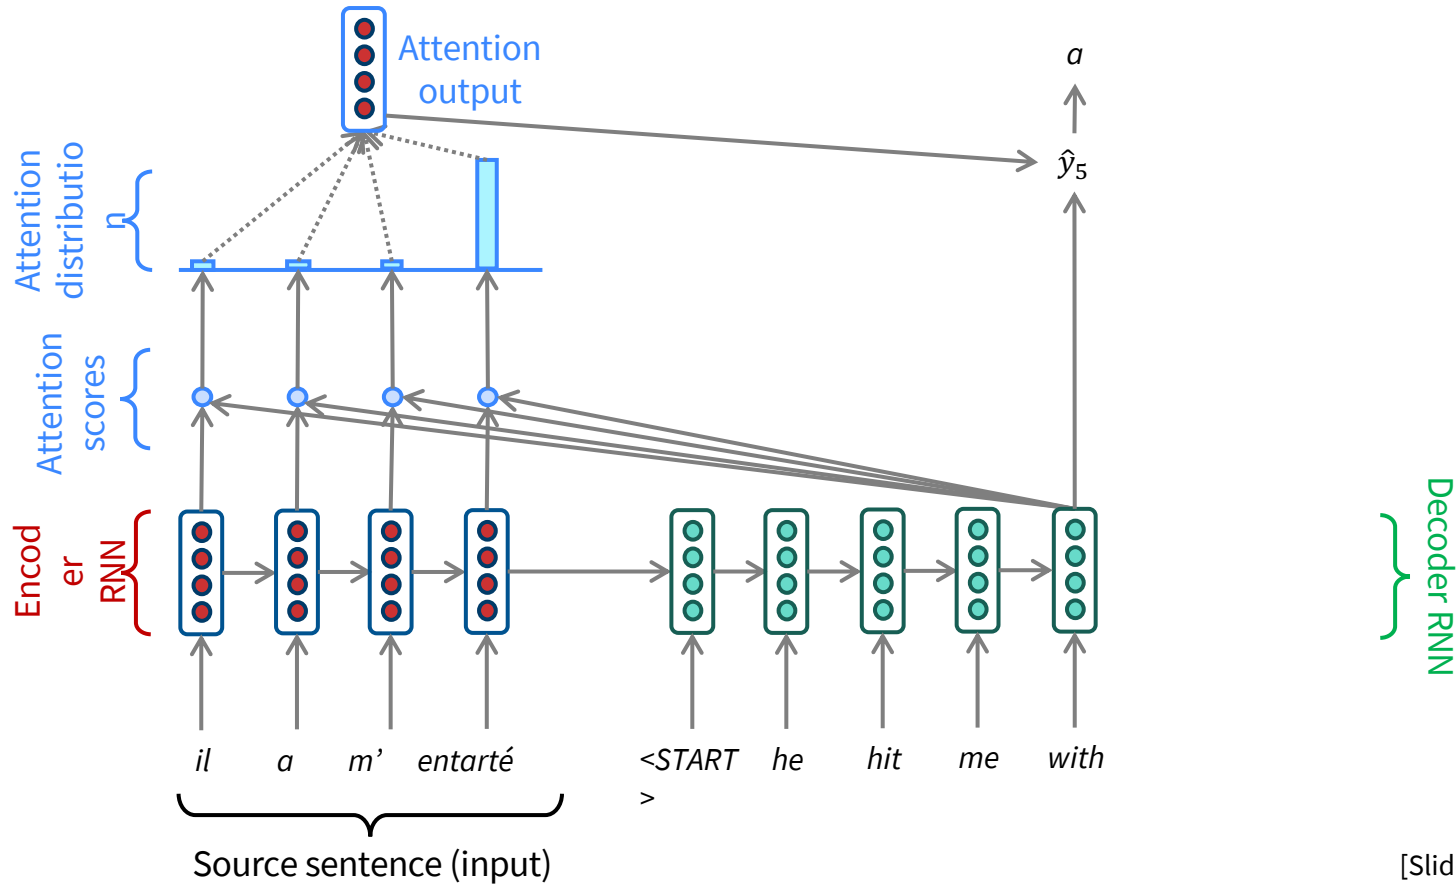 Attention
output
a
ŷ5
Attention
distributio
n
Attention
scores
Encod
er
RNN
Decoder RNN
il a m’ entarté <START he hit me with
>
Source sentence (input)
[Slid